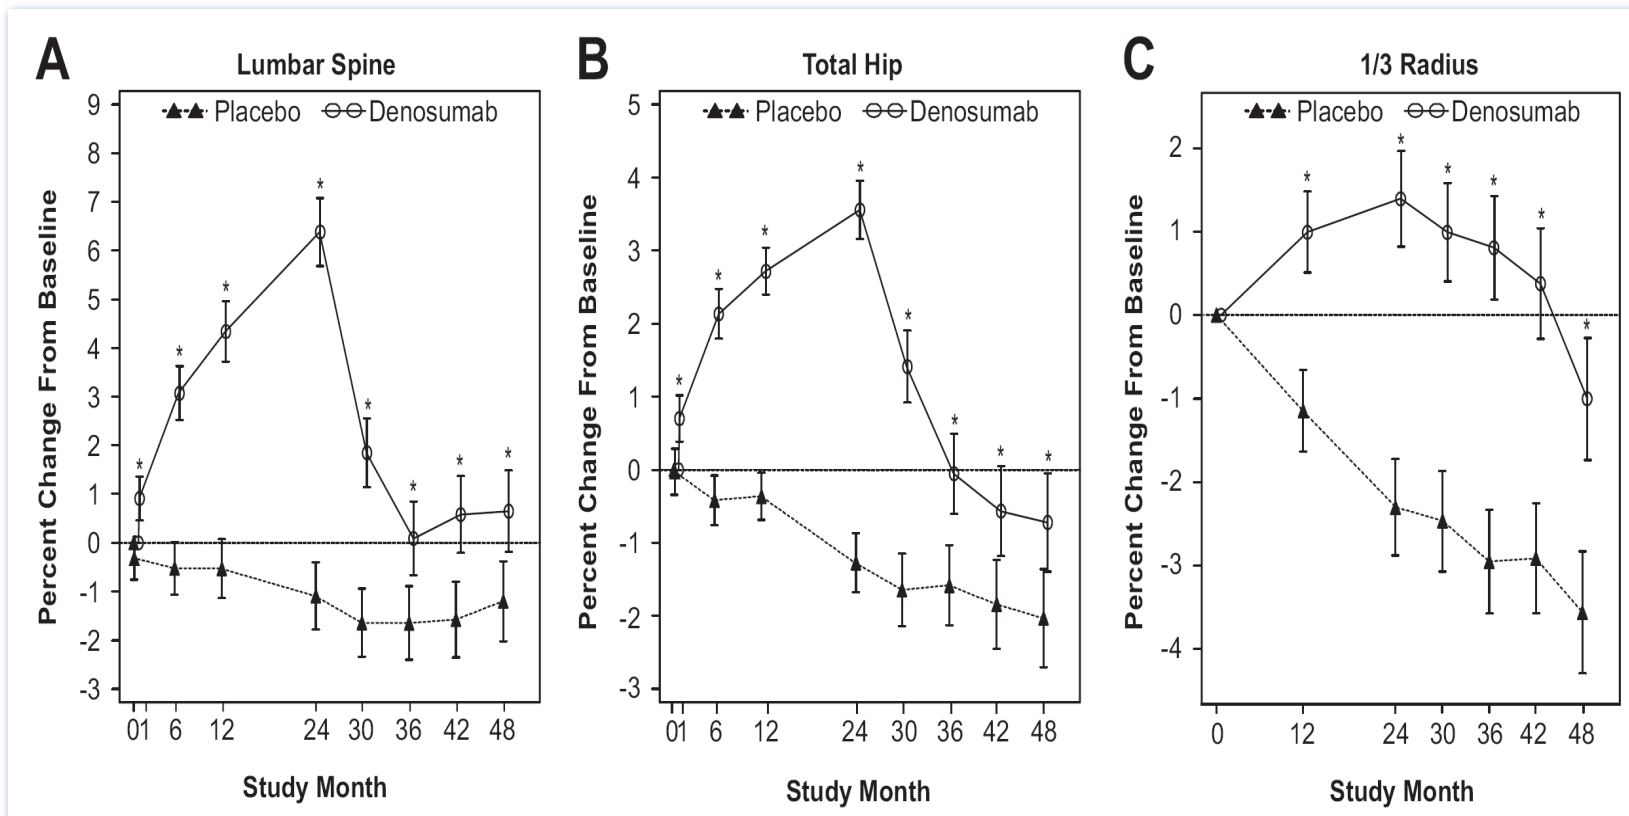 A
Lumbar Spine
Placebo
Denosumab
Percent Change From Baseline
9
8
7
6
5
4
3
2
1
0
-1
-2
-3
*
*
*
*
*
*
*
*
01 6 12 24 30 36 42 48
Study Month
B
Total Hip
Placebo
Denosumab
Percent Change From Baseline
5
4
3
2
1
0
-1
-2
-3
*
*
*
*
*
*
*
*
01 6 12 24 30 36 42 48
Study Month
C
1/3 Radius
Placebo
Denosumab
Percent Change From Baseline
2
1
0
-1
-2
-3
-4
*
*
*
*
*
*
0 12 24 30 36 42 48
Study Month